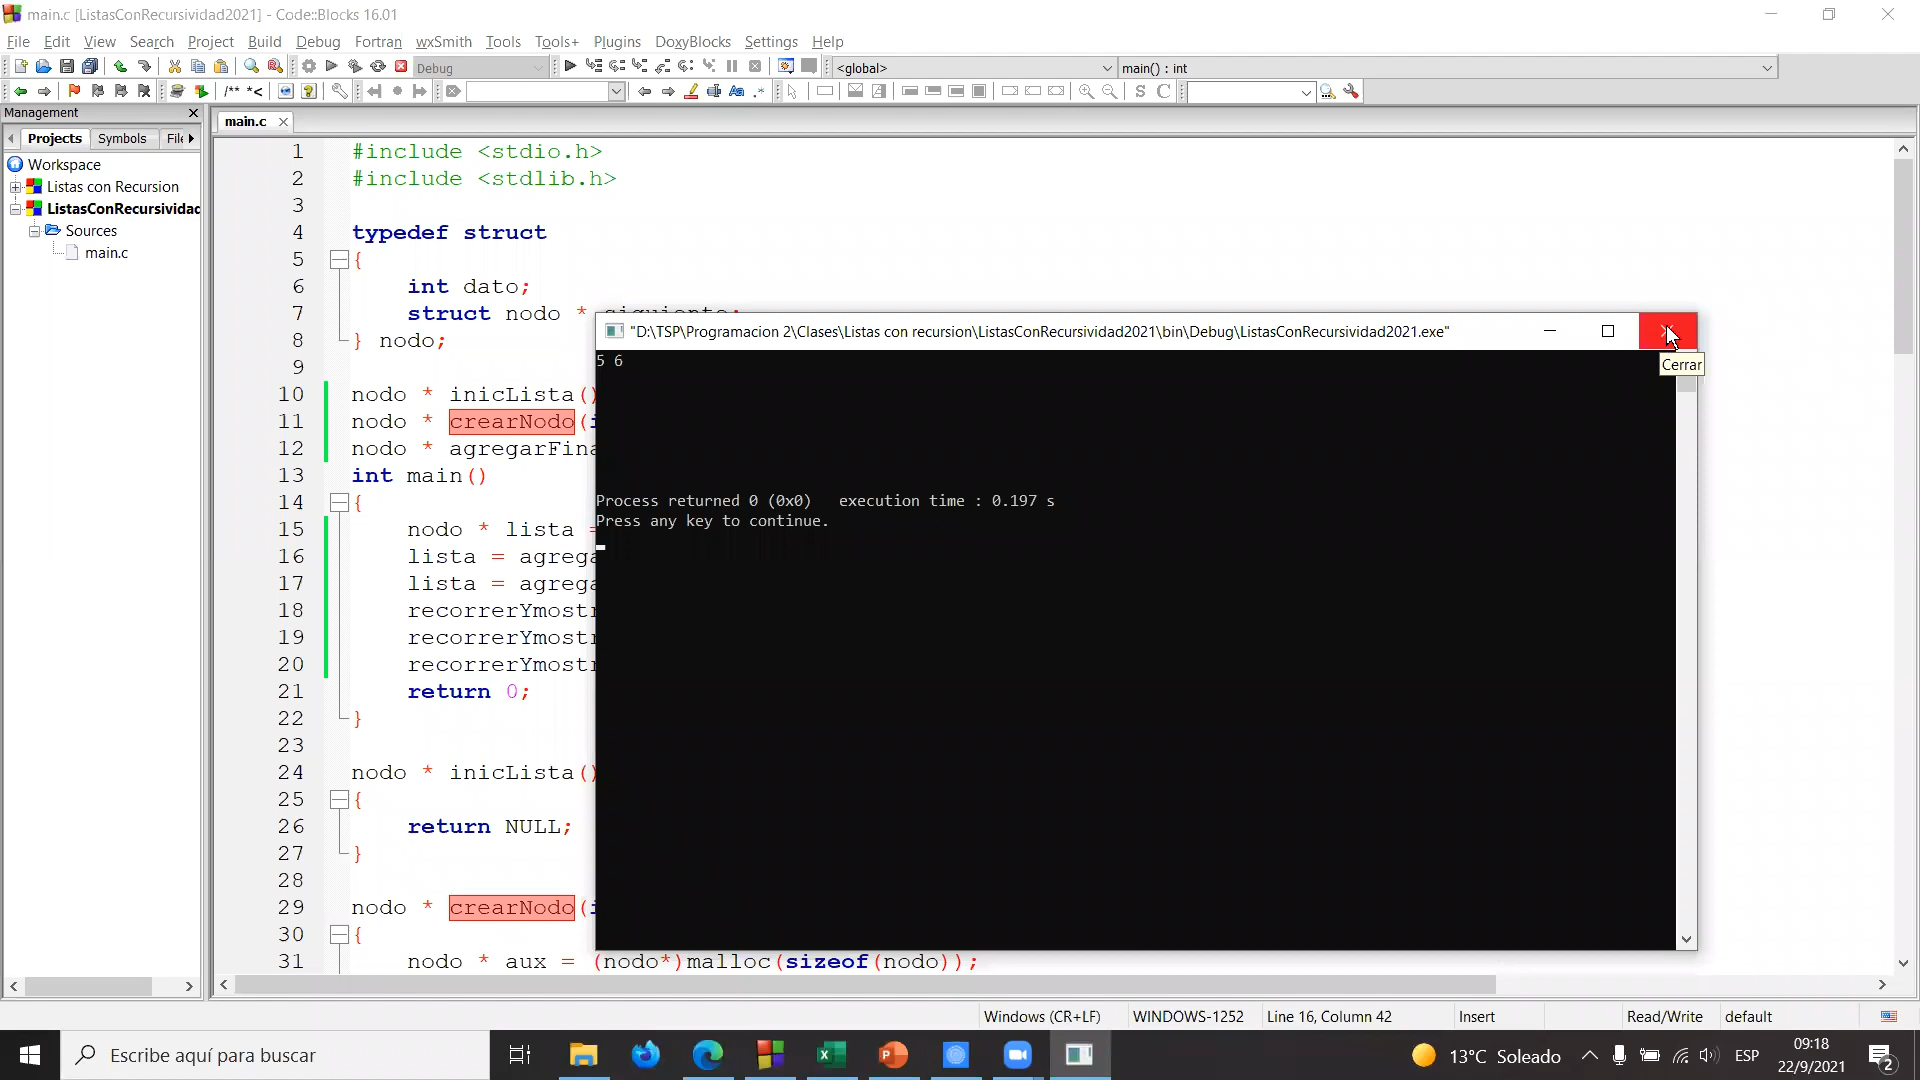 main.c [ListasConRecursividad2021] - Code::Blocks 16.01
File Edit View Search Project Build Debug Fortran wxSmith Tools Tools+ Plugins DoxyBlocks Settings Help
Debug
<global>
main() : int
/** *<
Aa .*
S C
Management
Projects Symbols File
main.c
Workspace
Listas con Recursion
ListasConRecursividad
Sources
main.c
1 #include <stdio.h>
2 #include <stdlib.h>
3
4 typedef struct
5 {
6 int dato;
7 struct nodo * siguiente;
8 } nodo;
9
10 nodo * inicLista()
11 nodo * crearNodo(i
12 nodo * agregarFina
13 int main()
14 {
15 nodo * lista =
16 lista = agrega
17 lista = agrega
18 recorrerYmostr
19 recorrerYmostr
20 recorrerYmostr
21 return 0;
22 }
23
24 nodo * inicLista()
25 {
26 return NULL;
27 }
28
29 nodo * crearNodo(i
30 {
31 nodo * aux = (nodo*)malloc(sizeof(nodo));
"D:\TSP\Programacion 2\Clases\Listas con recursion\ListasConRecursividad2021\bin\Debug\ListasConRecursividad2021.exe"
Cerrar
5 6
Process returned 0 (0x0) execution time : 0.197 s
Press any key to continue.
Windows (CR+LF) WINDOWS-1252 Line 16, Column 42 Insert Read/Write default
Escribe aquí para buscar
13°C Soleado
ESP
09:18
22/9/2021
2